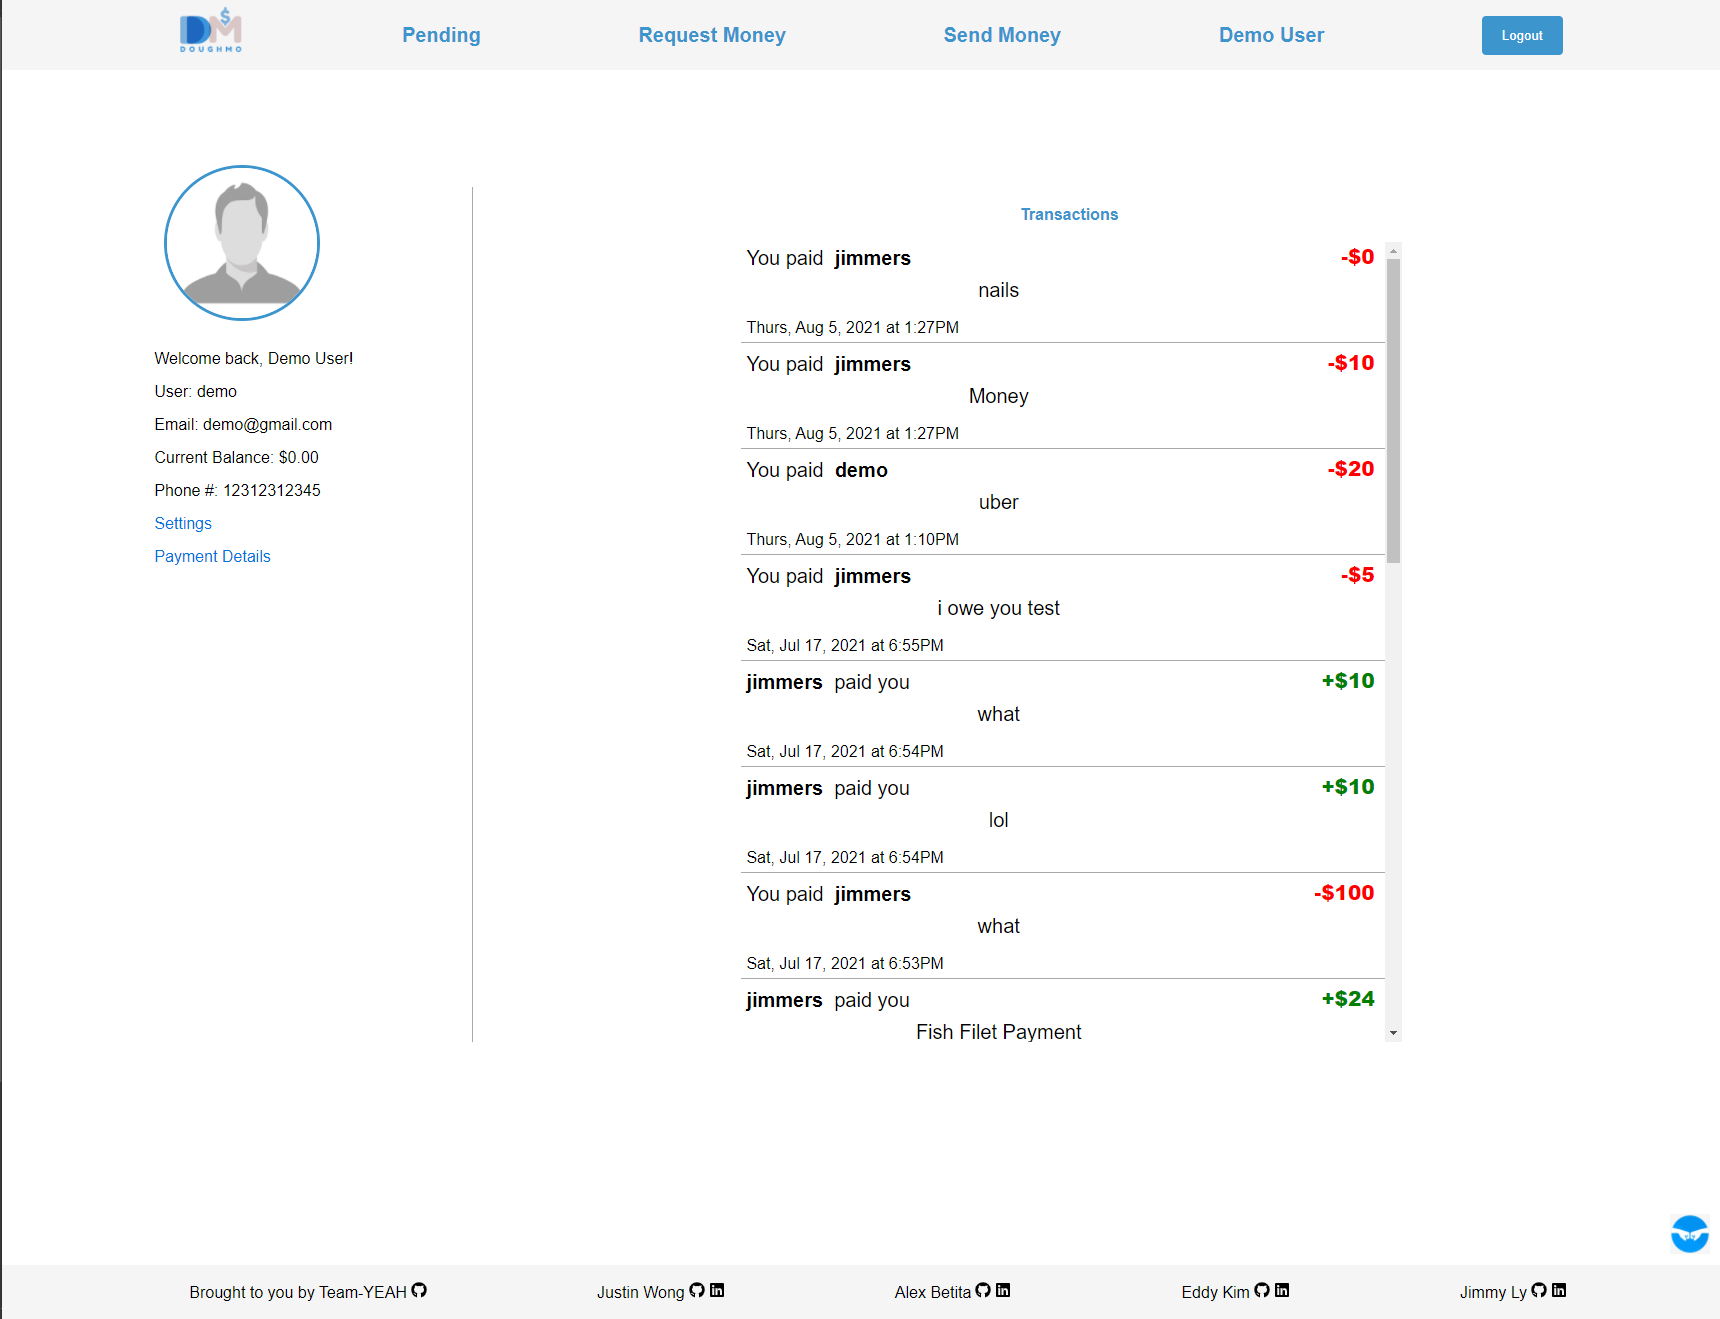 DM$
DOUGHMO
Pending
Request Money
Send Money
Demo User
Logout
Welcome back, Demo User!
User: demo
Email: demo@gmail.com
Current Balance: $0.00
Phone #: 12312312345
Settings
Payment Details
Transactions
You paid jimmers -$0
nails
Thurs, Aug 5, 2021 at 1:27PM
You paid jimmers -$10
Money
Thurs, Aug 5, 2021 at 1:27PM
You paid demo -$20
uber
Thurs, Aug 5, 2021 at 1:10PM
You paid jimmers -$5
i owe you test
Sat, Jul 17, 2021 at 6:55PM
jimmers paid you +$10
what
Sat, Jul 17, 2021 at 6:54PM
jimmers paid you +$10
lol
Sat, Jul 17, 2021 at 6:54PM
You paid jimmers -$100
what
Sat, Jul 17, 2021 at 6:53PM
jimmers paid you +$24
Fish Filet Payment
Brought to you by Team-YEAH
Justin Wong in
Alex Betita in
Eddy Kim in
Jimmy Ly in